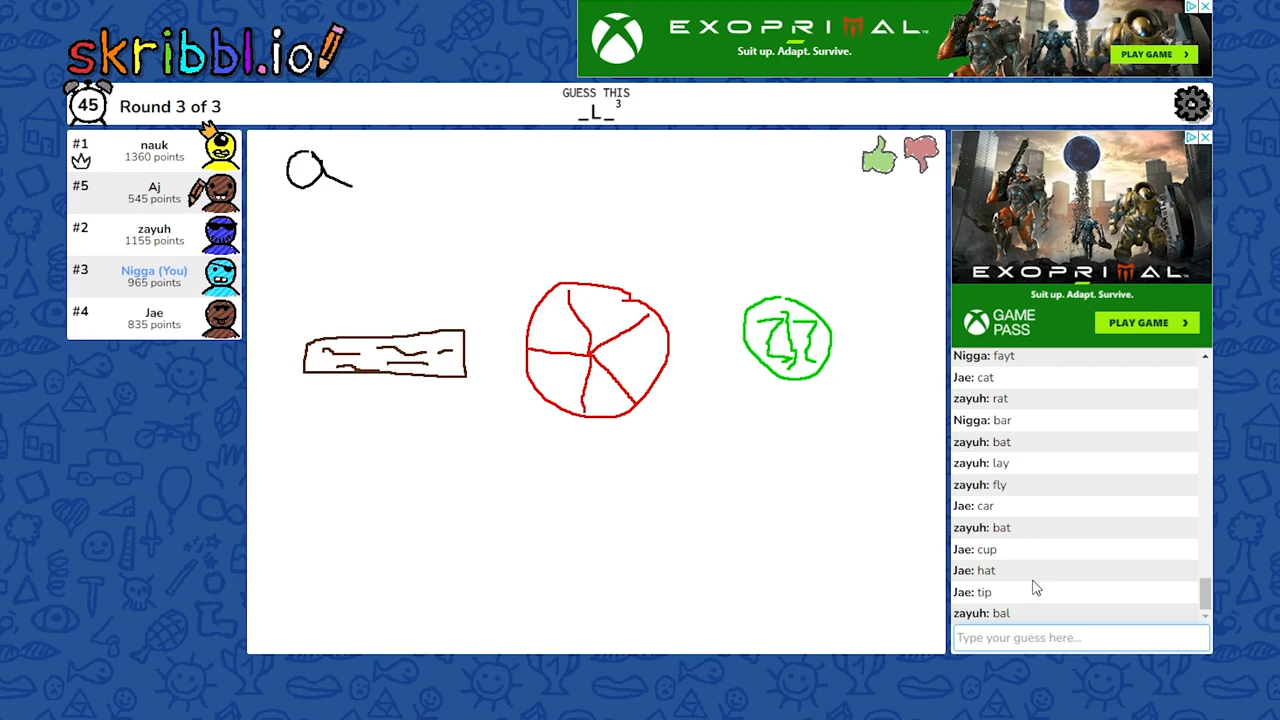 skribbl.io
EXOPRIMAL™
Suit up. Adapt. Survive.
PLAY GAME
45
Round 3 of 3
GUESS THIS
_L_ 3
#1
nauk
1360 points
#5
Aj
545 points
#2
zayuh
1155 points
#3
Nigga (You)
965 points
#4
Jae
835 points
EXOPRIMAL™
Suit up. Adapt. Survive.
GAME
PASS
PLAY GAME
Nigga: fayt
Jae: cat
zayuh: rat
Nigga: bar
zayuh: bat
zayuh: lay
zayuh: fly
Jae: car
zayuh: bat
Jae: cup
Jae: hat
Jae: tip
zayuh: bal
Type your guess here...